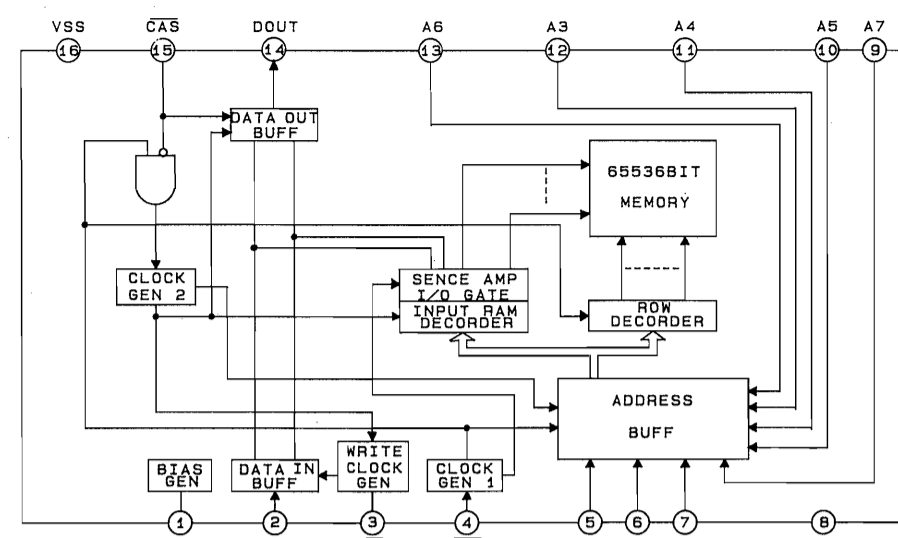 VSS CAS DOUT A6 A3 A4 A5 A7
16 15 14 13 12 11 10 9
DATA OUT
BUFF
65536BIT
MEMORY
CLOCK
GEN 2
SENCE AMP
I/O GATE
INPUT RAM
DECORDER
ROW
DECORDER
ADDRESS
BUFF
BIAS
GEN
DATA IN
BUFF
WRITE
CLOCK
GEN
CLOCK
GEN 1
1 2 3 4 5 6 7 8